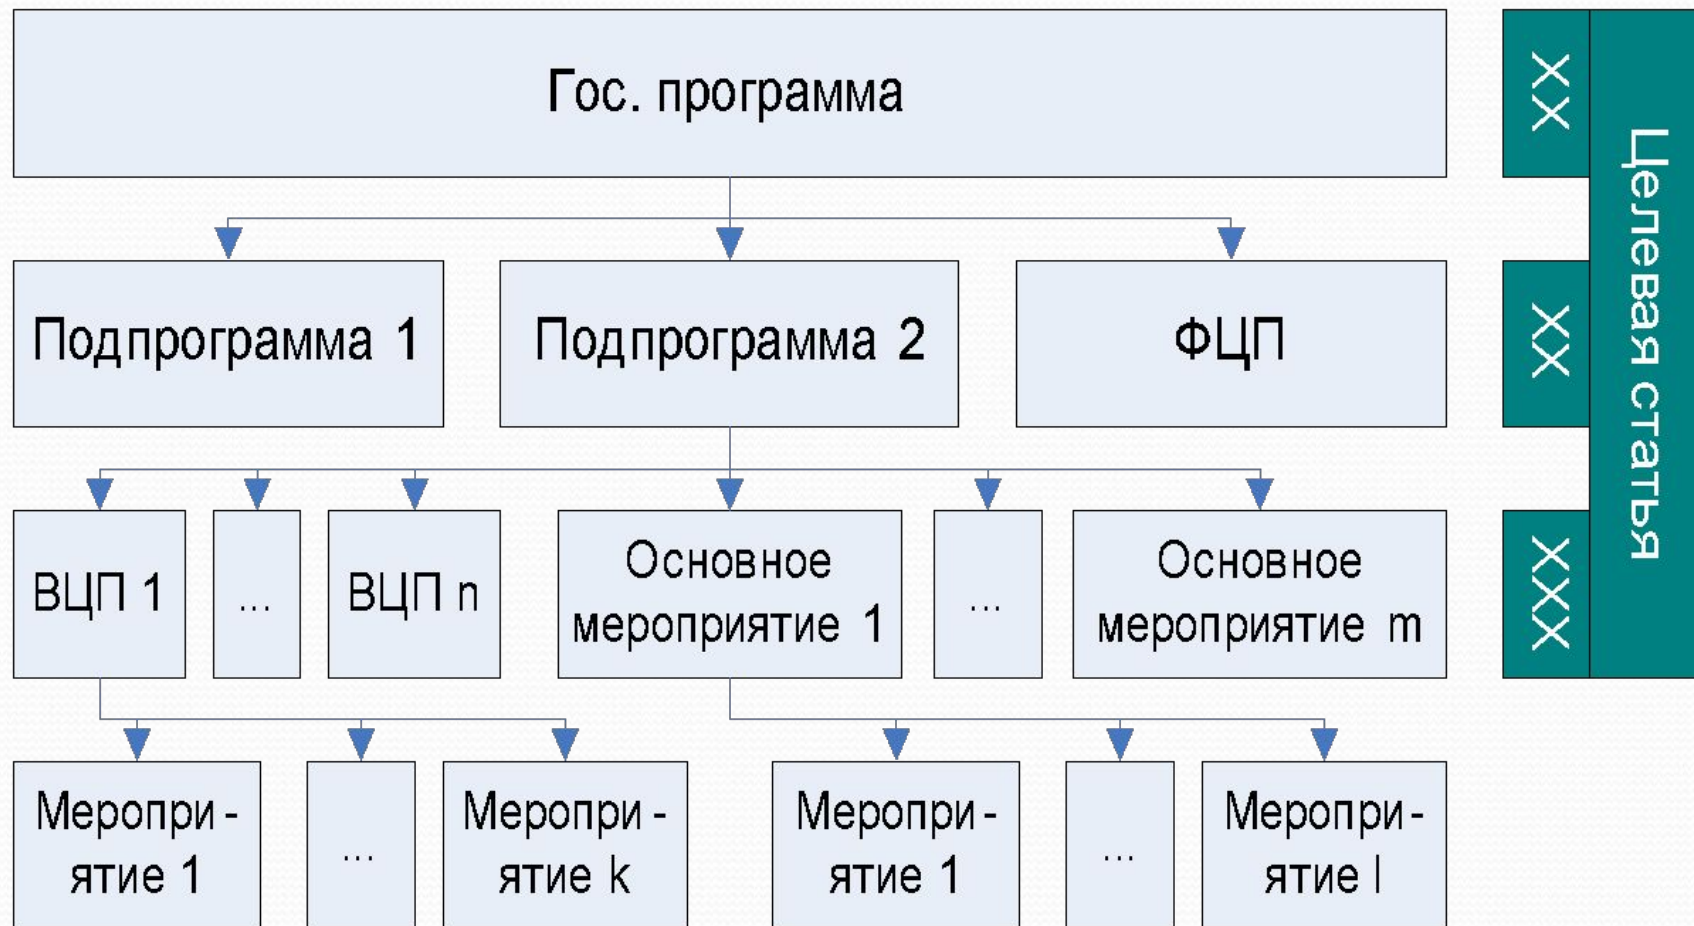 Гос. программа
XX
Целевая статья
Подпрограмма 1
Подпрограмма 2
ФЦП
XX
ВЦП 1
...
ВЦП n
Основное
мероприятие 1
...
Основное
мероприятие m
XXX
Меропри-
ятие 1
...
Меропри-
ятие k
Меропри-
ятие 1
...
Меропри-
ятие l